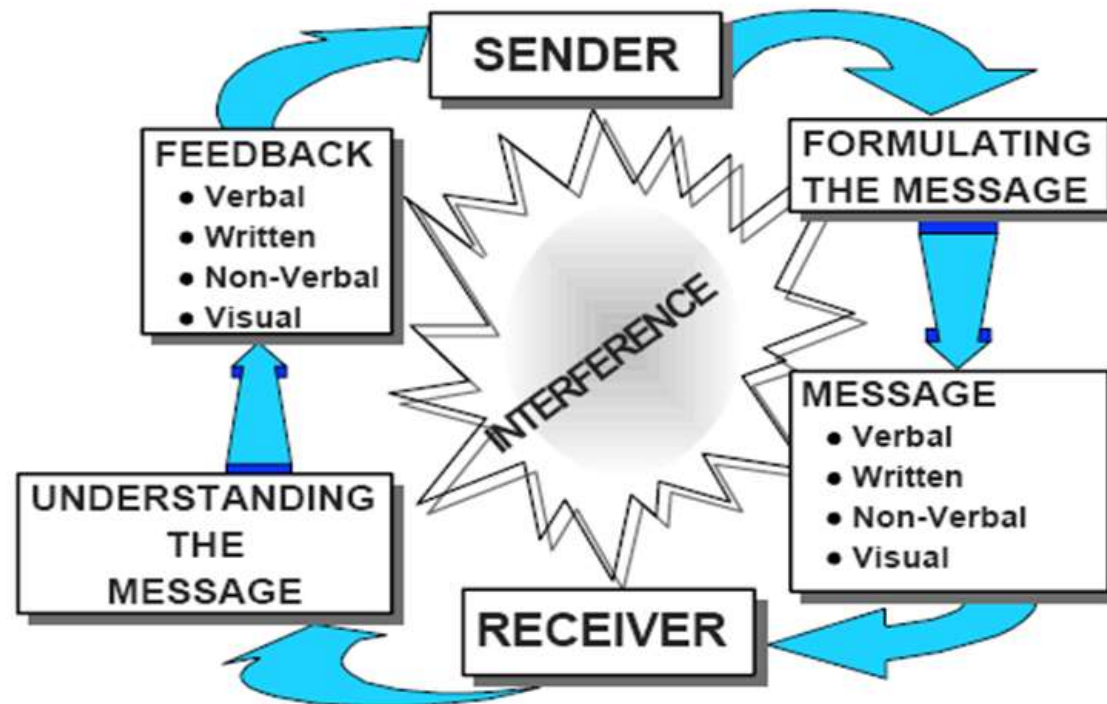 SENDER
FORMULATING
THE MESSAGE
MESSAGE
• Verbal
• Written
• Non-Verbal
• Visual
RECEIVER
UNDERSTANDING
THE
MESSAGE
FEEDBACK
• Verbal
• Written
• Non-Verbal
• Visual
INTERFERENCE